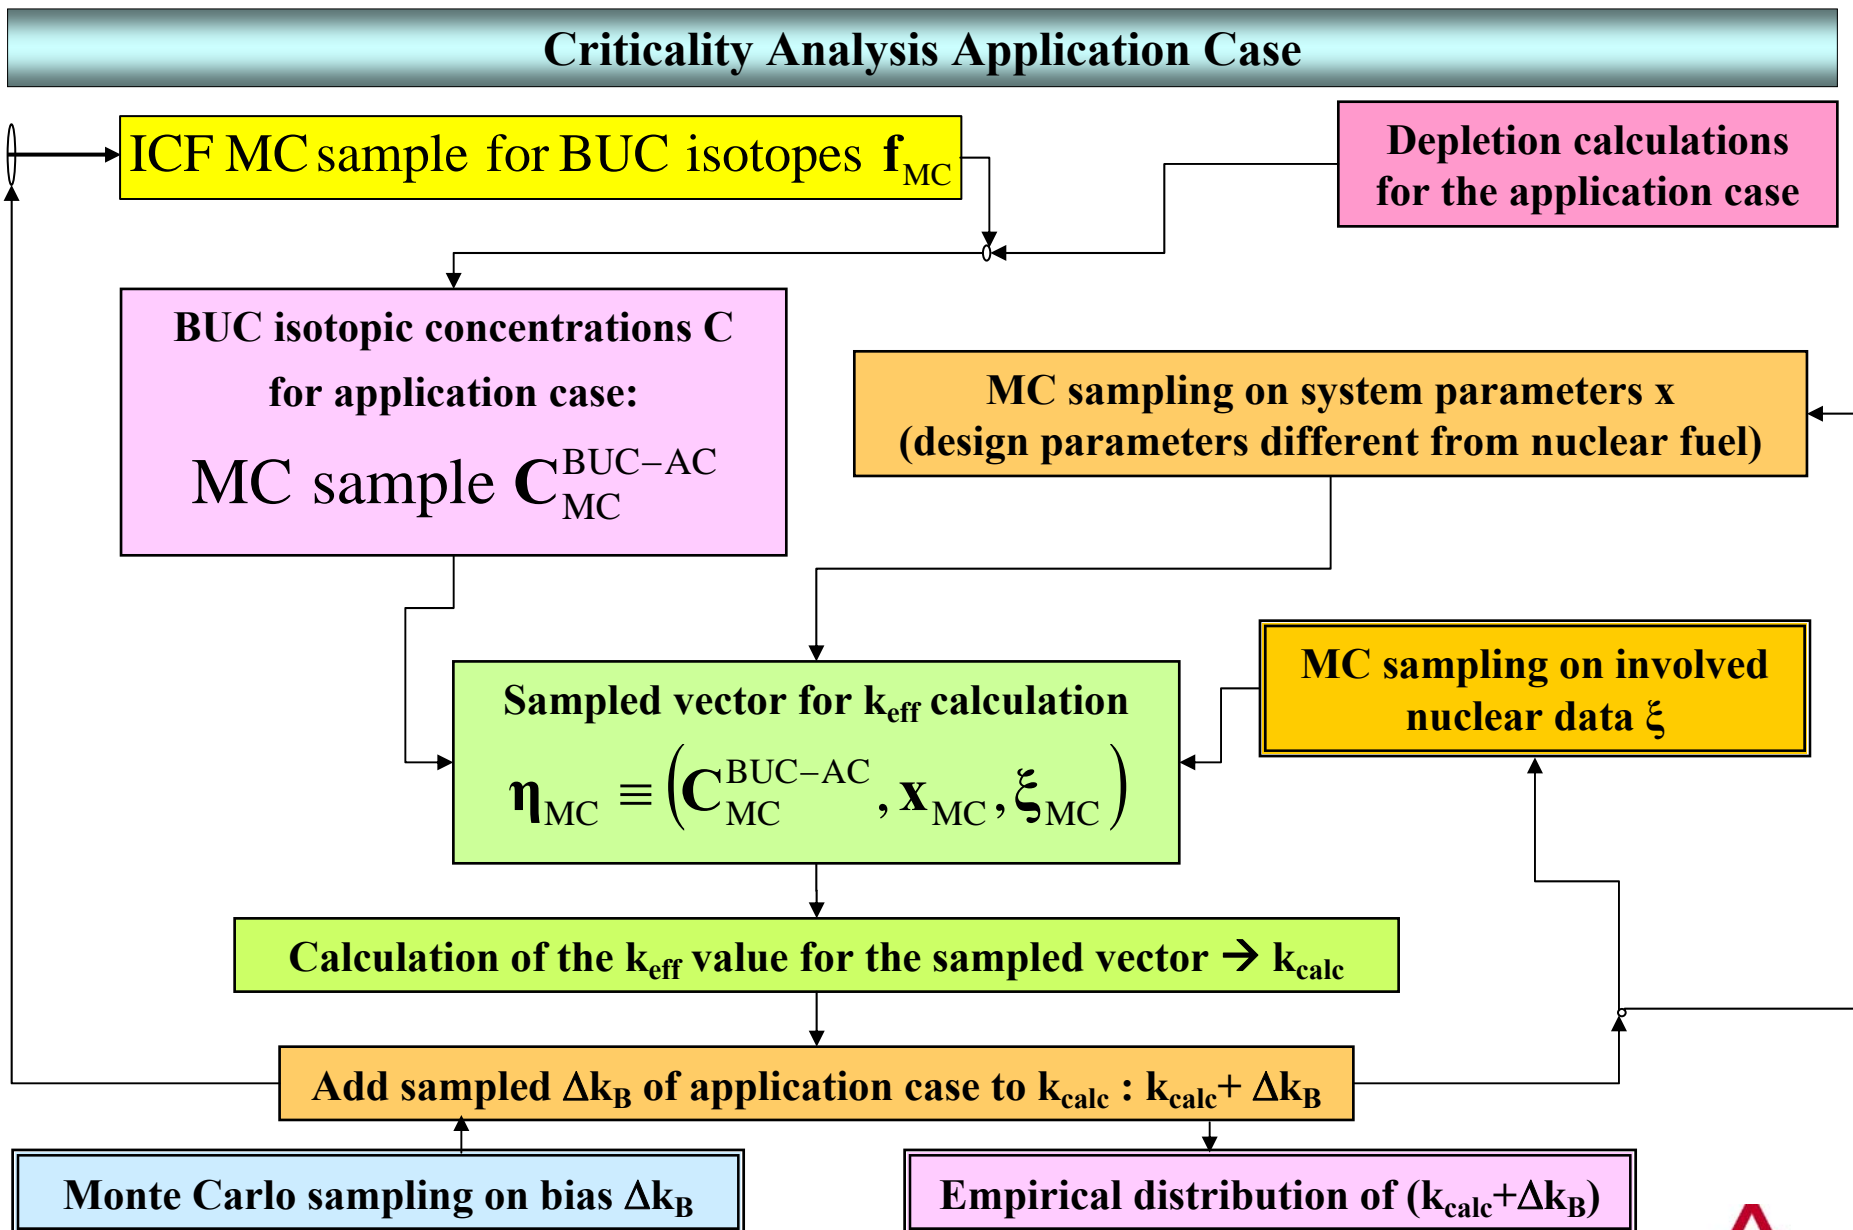 Criticality Analysis Application Case
ICF MC sample for BUC isotopes f_MC
Depletion calculations
for the application case
BUC isotopic concentrations C
for application case:
MC sample C_MC^BUC−AC
MC sampling on system parameters x
(design parameters different from nuclear fuel)
MC sampling on involved
nuclear data ξ
Sampled vector for k_eff calculation
η_MC ≡ (C_MC^BUC−AC, x_MC, ξ_MC)
Calculation of the k_eff value for the sampled vector → k_calc
Add sampled Δk_B of application case to k_calc : k_calc+ Δk_B
Monte Carlo sampling on bias Δk_B
Empirical distribution of (k_calc+Δk_B)